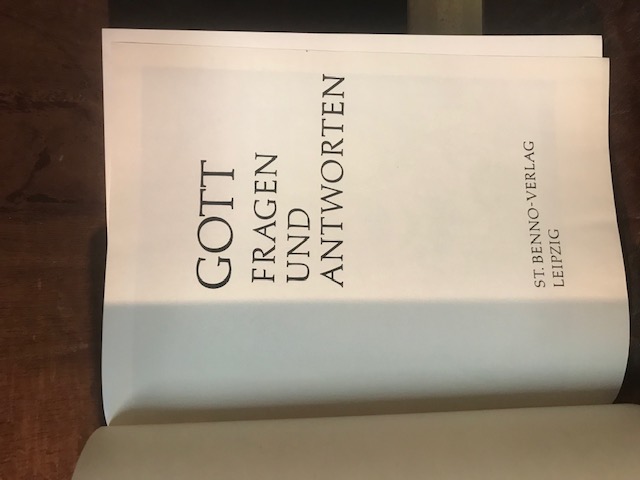 GOTT
FRAGEN
UND
ANTWORTEN
ST. BENNO-VERLAG
LEIPZIG